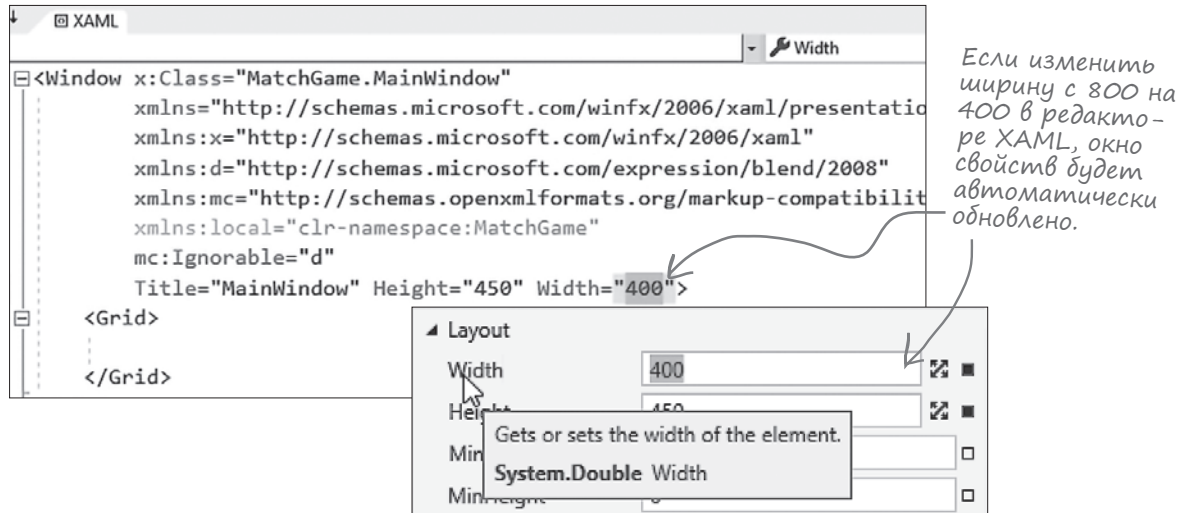 XAML
Width
<Window x:Class="MatchGame.MainWindow"
xmlns="http://schemas.microsoft.com/winfx/2006/xaml/presentatio
xmlns:x="http://schemas.microsoft.com/winfx/2006/xaml"
xmlns:d="http://schemas.microsoft.com/expression/blend/2008"
xmlns:mc="http://schemas.openxmlformats.org/markup-compatibilit
xmlns:local="clr-namespace:MatchGame"
mc:Ignorable="d"
Title="MainWindow" Height="450" Width="400">
<Grid>
</Grid>
Если изменить
ширину с 800 на
400 в редакто-
ре XAML, окно
свойств будет
автоматически
обновлено.
Layout
Width 400
Height 450
Gets or sets the width of the element.
System.Double Width
Min
MinHeight